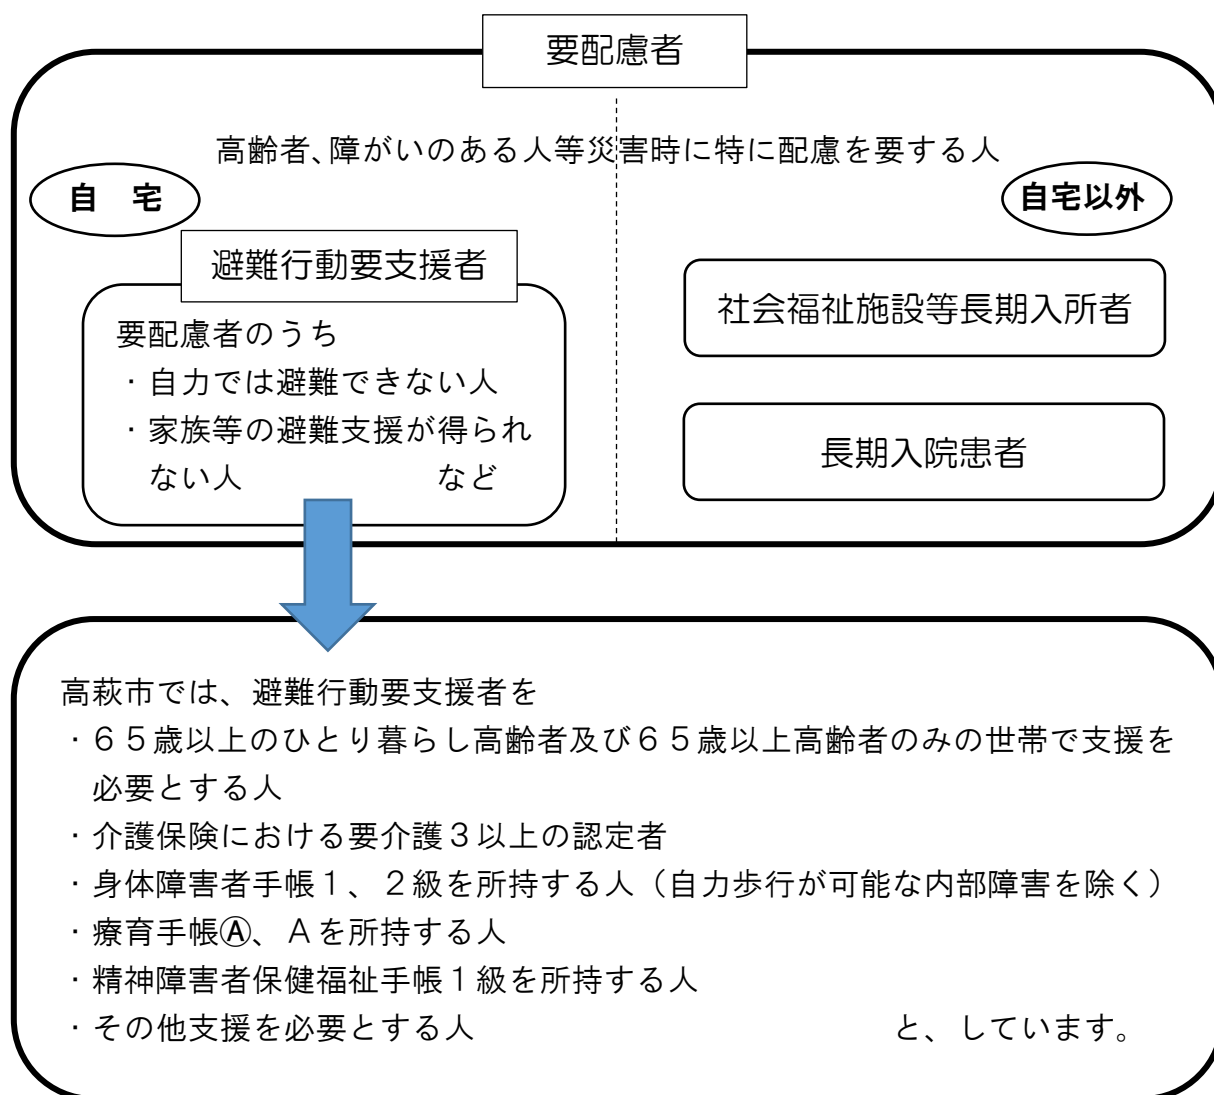 要配慮者
高齢者、障がいのある人等災害時に特に配慮を要する人
自　宅
自宅以外
避難行動要支援者
要配慮者のうち
・自力では避難できない人
・家族等の避難支援が得られ
ない人　　　　　　など
社会福祉施設等長期入所者
長期入院患者
高萩市では、避難行動要支援者を
・６５歳以上のひとり暮らし高齢者及び６５歳以上高齢者のみの世帯で支援を
必要とする人
・介護保険における要介護３以上の認定者
・身体障害者手帳１、２級を所持する人（自力歩行が可能な内部障害を除く）
・療育手帳Ⓐ、Ａを所持する人
・精神障害者保健福祉手帳１級を所持する人
・その他支援を必要とする人　　　　　　　　　　　　　と、しています。